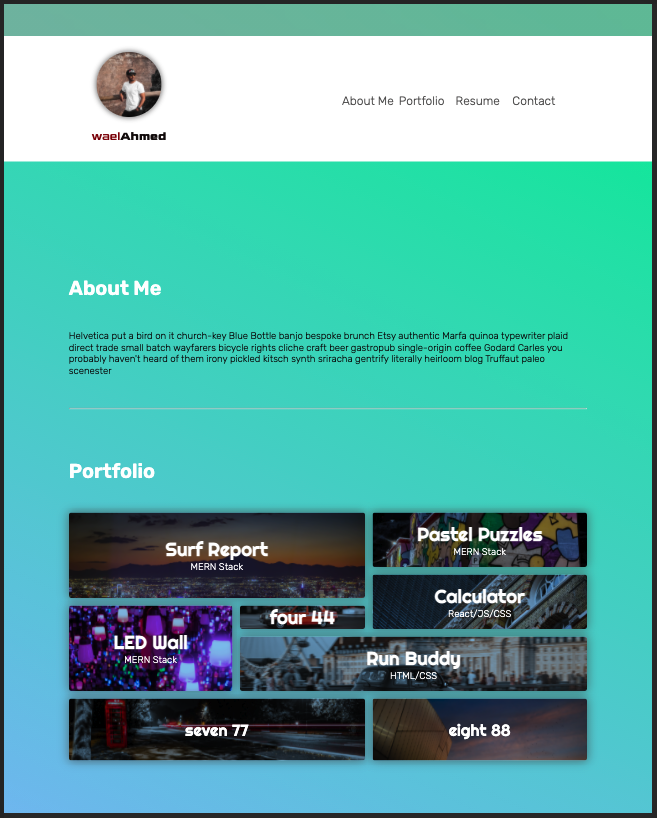 waelAhmed
About Me Portfolio Resume Contact
About Me
Helvetica put a bird on it church-key Blue Bottle banjo bespoke brunch Etsy authentic Marfa quinoa typewriter plaid
direct trade small batch wayfarers bicycle rights cliche craft beer gastropub single-origin coffee Godard Carles you
probably haven't heard of them irony pickled kitsch synth sriracha gentrify literally heirloom blog Truffaut paleo
scenester
Portfolio
Surf Report
MERN Stack
Pastel Puzzles
MERN Stack
Calculator
React/JS/CSS
LED Wall
MERN Stack
four 44
Run Buddy
HTML/CSS
seven 77
eight 88